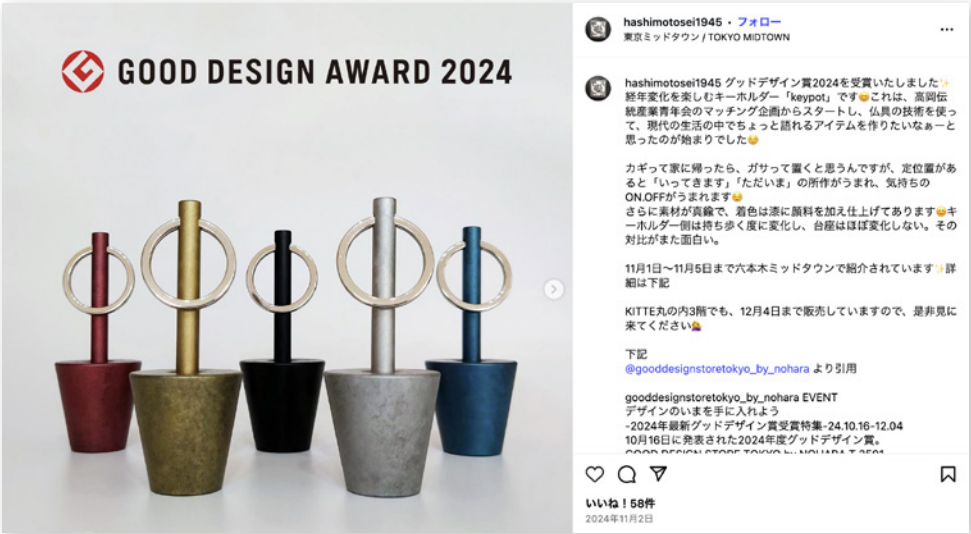 GOOD DESIGN AWARD 2024
hashimotosei1945 • フォロー
東京ミッドタウン / TOKYO MIDTOWN
hashimotosei1945 グッドデザイン賞2024を受賞いたしました✨
経年変化を楽しむキーホルダー「keypot」です😊これは、高岡伝
統産業青年会のマッチング企画からスタートし、仏具の技術を使っ
て、現代の生活の中でちょっと語れるアイテムを作りたいなぁーと
思ったのが始まりでした😊
カギって家に帰ったら、ガサって置くと思うんですが、定位置があ
ると「いってきます」「ただいま」の所作がうまれ、気持ちの
ON.OFFがうまれます😊
さらに素材が真鍮で、着色は漆に顔料を加え仕上げてあります😊キ
ーホルダー側は持ち歩く度に変化し、台座はほぼ変化しない。その
対比がまた面白い。
11月1日〜11月5日まで六本木ミッドタウンで紹介されています✨詳
細は下記
KITTE丸の内3階でも、12月4日まで販売していますので、是非見に
来てください🙇‍♀️
下記
@gooddesignstoretokyo_by_nohara より引用
gooddesignstoretokyo_by_nohara EVENT
デザインのいまを手に入れよう
-2024年最新グッドデザイン賞受賞特集-24.10.16-12.04
10月16日に発表された2024年度グッドデザイン賞。
GOOD DESIGN STORE TOKYO by NOHARA
いいね！58件
2024年11月2日